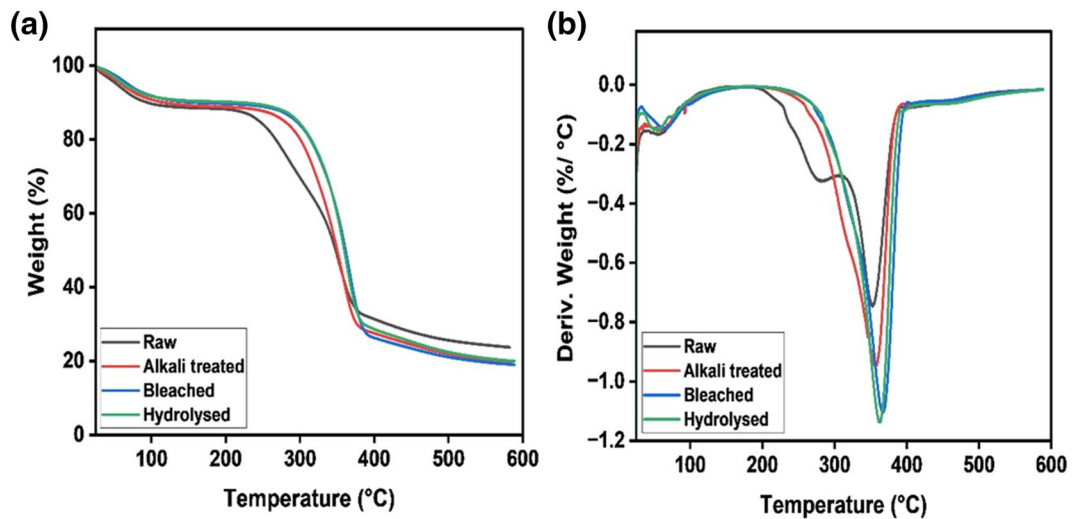 (a)
Weight (%)
100
80
60
40
20
0
Raw
Alkali treated
Bleached
Hydrolysed
100
200
300
400
500
600
Temperature (°C)
(b)
Deriv. Weight (%/ °C)
0.0
−0.2
−0.4
−0.6
−0.8
−1.0
−1.2
Raw
Alkali treated
Bleached
Hydrolysed
100
200
300
400
500
600
Temperature (°C)